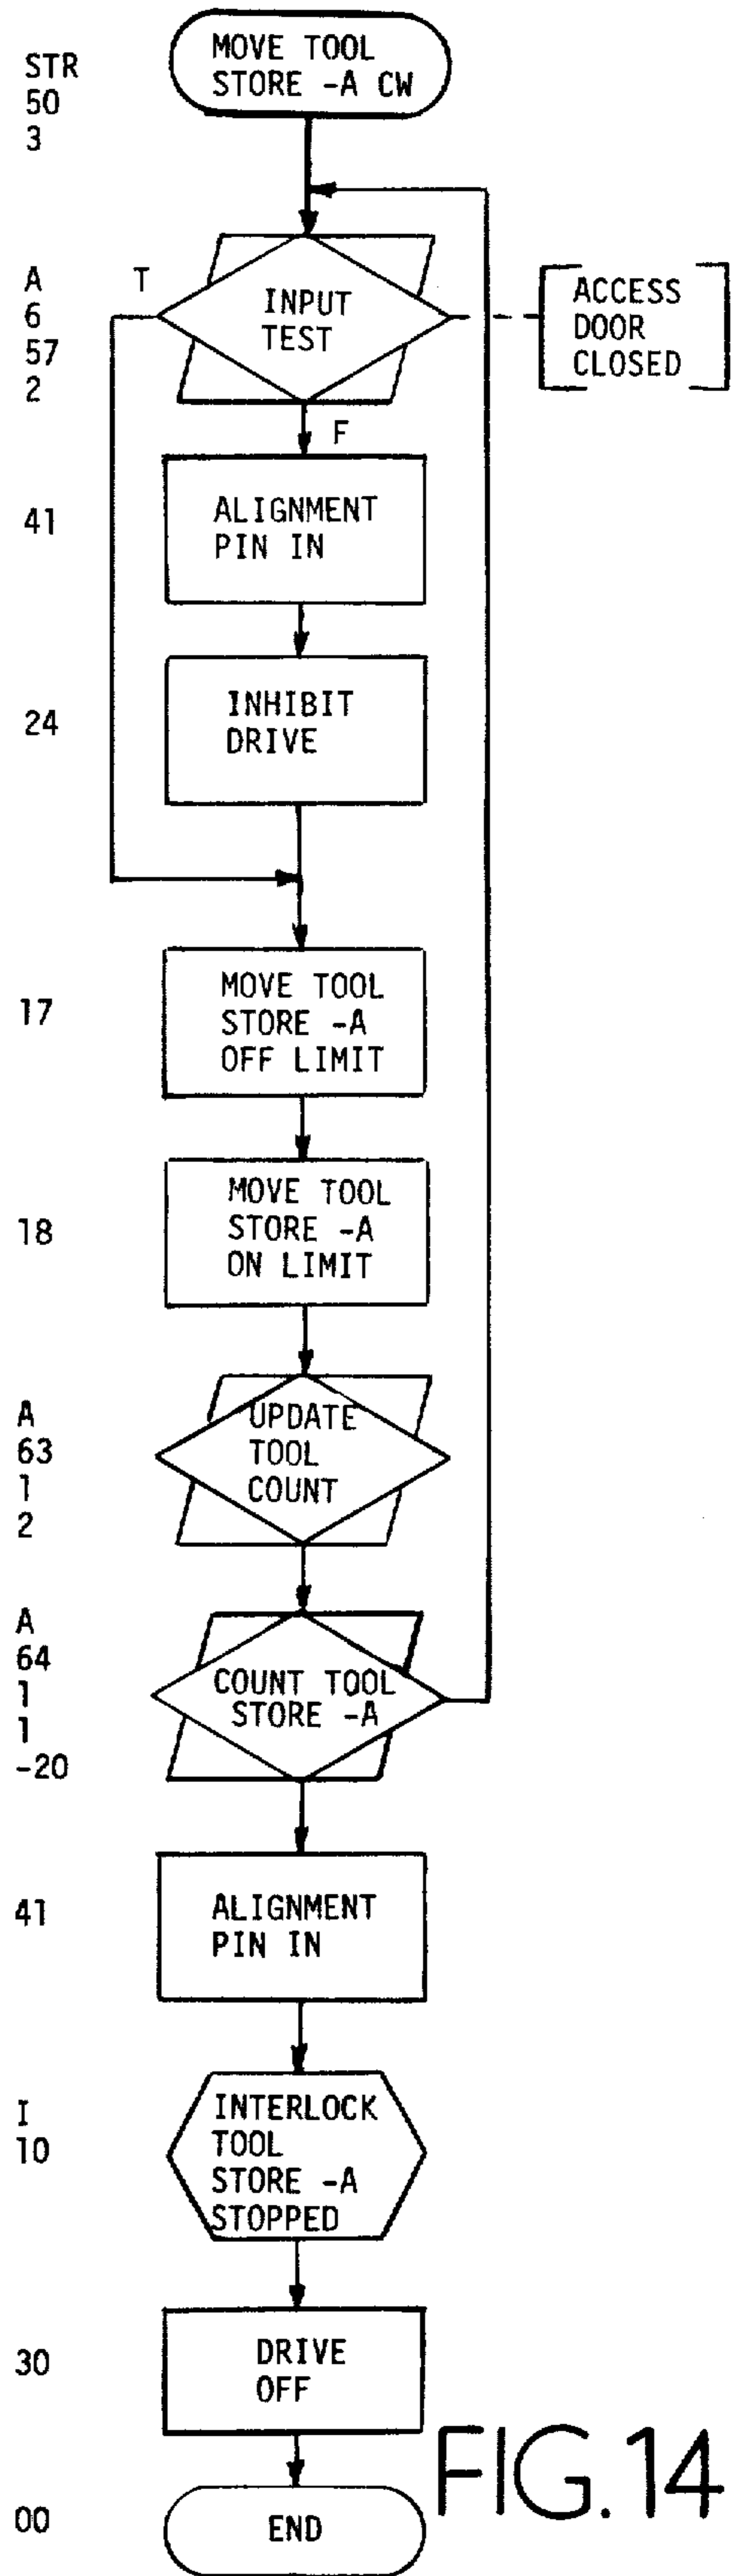 STR
50
3
MOVE TOOL
STORE -A CW
A
6
57
2
T
INPUT
TEST
ACCESS
DOOR
CLOSED
F
41
ALIGNMENT
PIN IN
24
INHIBIT
DRIVE
17
MOVE TOOL
STORE -A
OFF LIMIT
18
MOVE TOOL
STORE -A
ON LIMIT
A
63
1
2
UPDATE
TOOL
COUNT
A
64
1
1
-20
COUNT TOOL
STORE -A
41
ALIGNMENT
PIN IN
I
10
INTERLOCK
TOOL
STORE -A
STOPPED
30
DRIVE
OFF
FIG.14
00
END